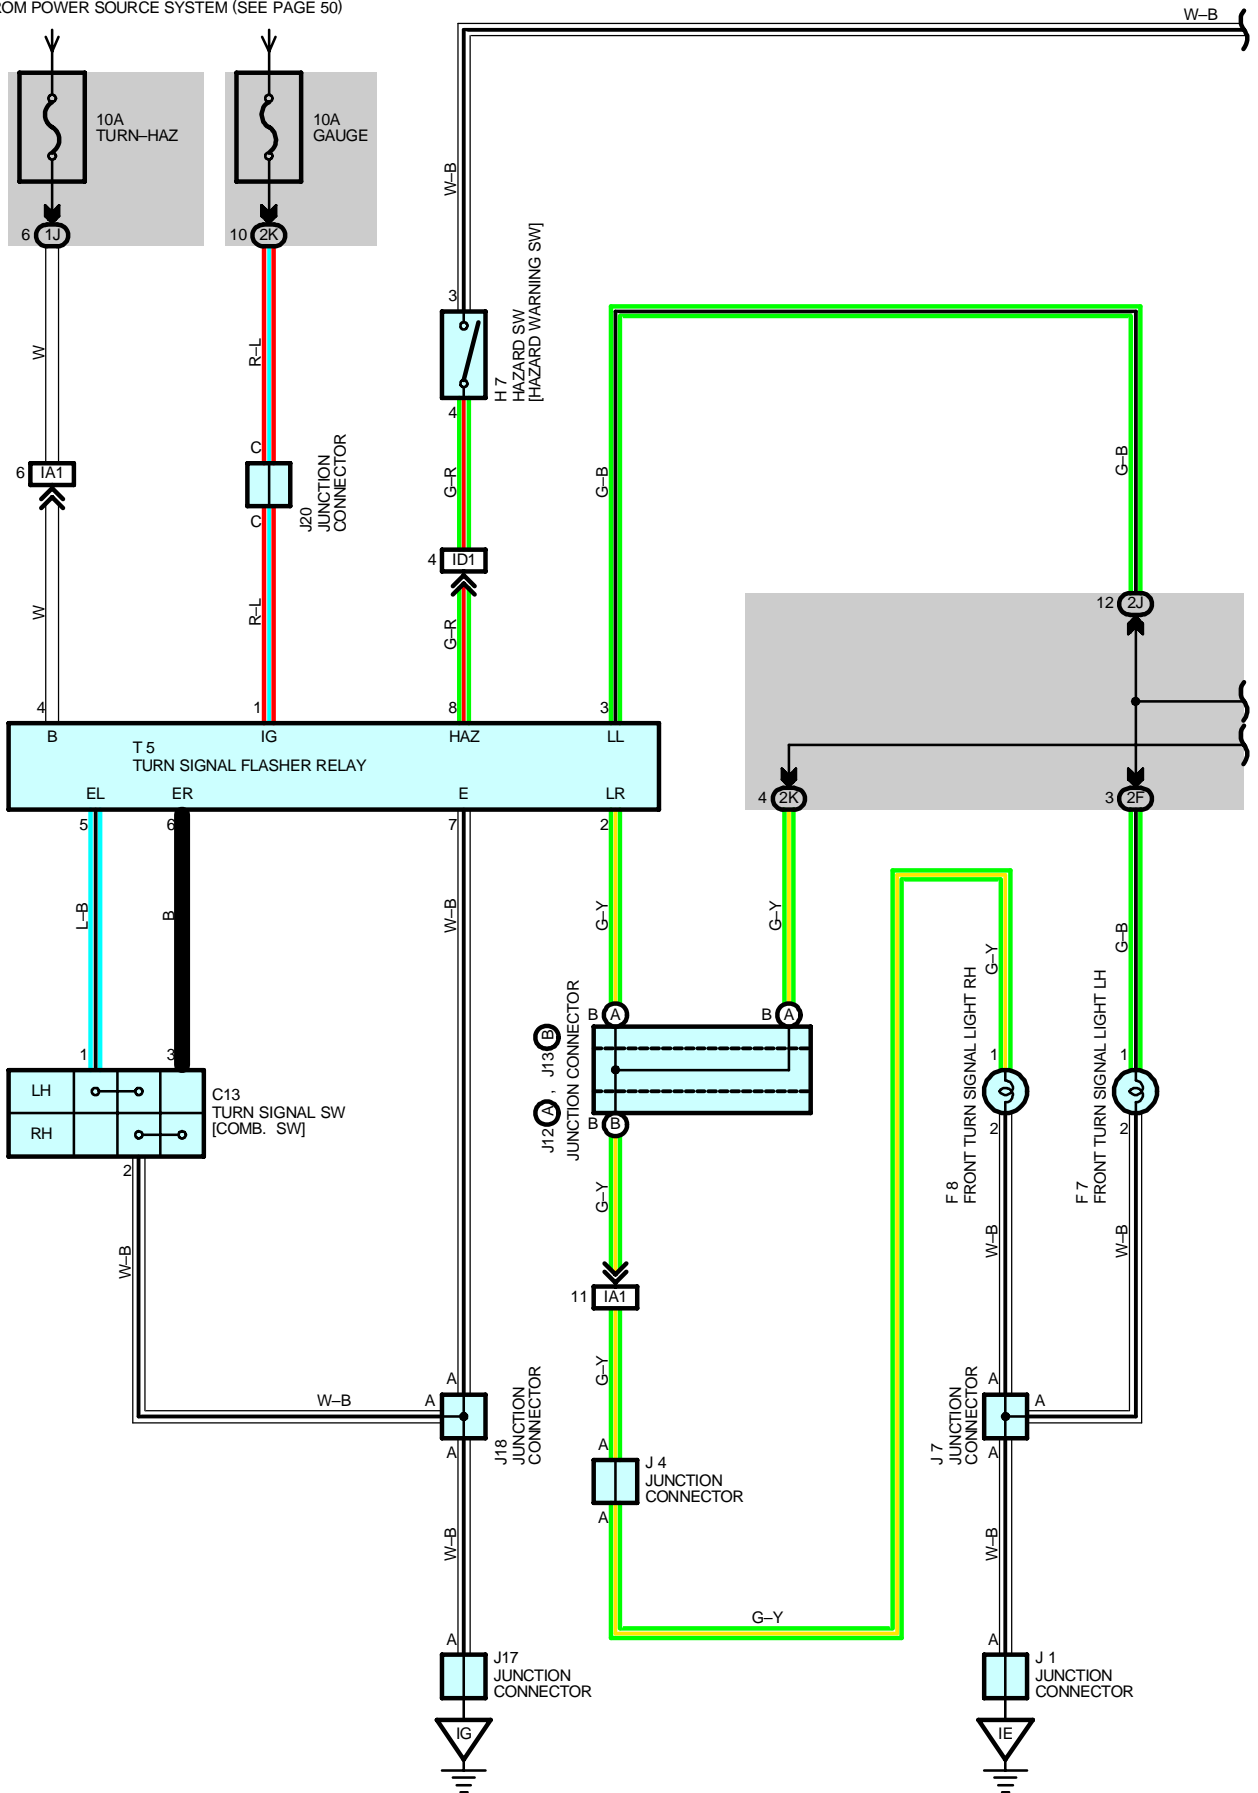 ROM POWER SOURCE SYSTEM (SEE PAGE 50)
W–B
10A
TURN–HAZ
10A
GAUGE
6 1J
10 2K
W–B
3
H 7
HAZARD SW
[HAZARD WARNING SW]
4
W
R–L
C
C
J20
JUNCTION
CONNECTOR
6 IA1
G–R
G–B
G–B
4 ID1
W
R–L
G–R
12 2J
4
1
8
3
B
IG
HAZ
LL
T 5
TURN SIGNAL FLASHER RELAY
EL
ER
E
LR
4 2K
3 2F
5
6
7
2
L–B
B
W–B
G–Y
G–Y
G–Y
G–B
B A
B A
J12 A , J13 B
JUNCTION CONNECTOR
B B
1
3
LH
RH
C13
TURN SIGNAL SW
[COMB. SW]
2
1
2
F 8
FRONT TURN SIGNAL LIGHT RH
1
2
F 7
FRONT TURN SIGNAL LIGHT LH
W–B
G–Y
W–B
W–B
11 IA1
G–Y
W–B
A
A
A
J18
JUNCTION
CONNECTOR
A
A
A
J 7
JUNCTION
CONNECTOR
A
A
J 4
JUNCTION
CONNECTOR
W–B
W–B
G–Y
A
J17
JUNCTION
CONNECTOR
A
J 1
JUNCTION
CONNECTOR
IG
IE